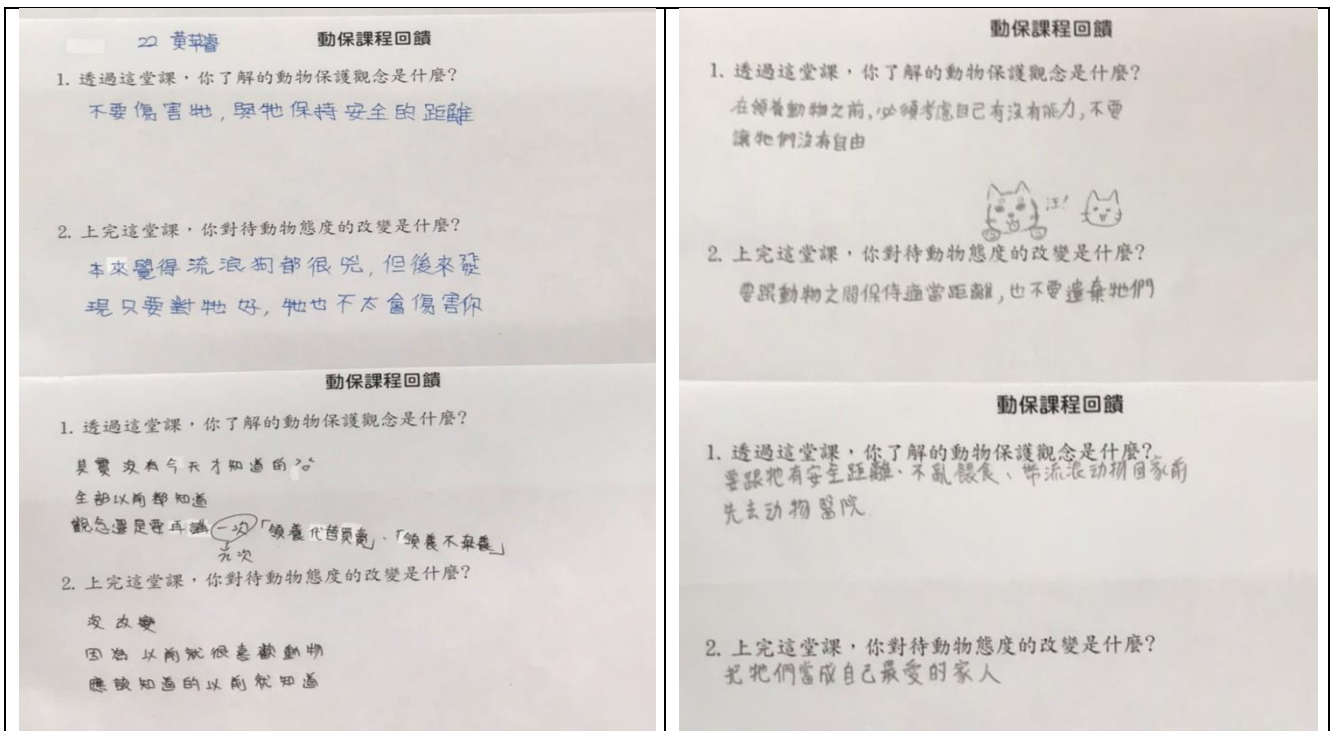 22 黃苹睿
動保課程回饋
1. 透過這堂課，你了解的動物保護觀念是什麼?
不要傷害牠，與牠保持安全的距離
2. 上完這堂課，你對待動物態度的改變是什麼?
本來覺得流浪狗都很兇，但後來發
現只要對牠好，牠也不太會傷害你
動保課程回饋
1. 透過這堂課，你了解的動物保護觀念是什麼?
其實沒有今天才知道的
全部以前都知道
觀念還是要再講一次「領養代替買賣」、「領養不棄養」
2. 上完這堂課，你對待動物態度的改變是什麼?
沒改變
因為以前就很喜歡動物
應該知道的以前就知道
動保課程回饋
1. 透過這堂課，你了解的動物保護觀念是什麼?
在領養動物之前，必須考慮自己有沒有能力，不要
讓牠們沒有自由
汪!
2. 上完這堂課，你對待動物態度的改變是什麼?
要跟動物之間保待適當距離，也不要遺棄牠們
動保課程回饋
1. 透過這堂課，你了解的動物保護觀念是什麼?
要跟牠有安全距離、不亂餵食、帶流浪动物回家前
先去动物醫院.
2. 上完這堂課，你對待動物態度的改變是什麼?
把牠們當成自己最愛的家人